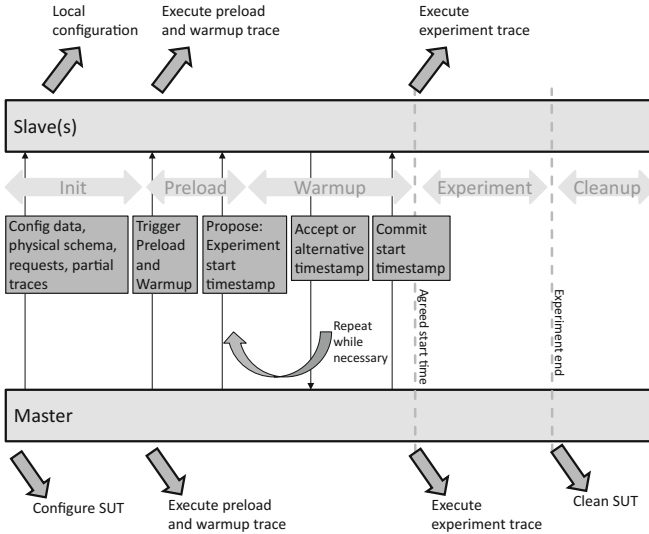 Local
configuration
Execute preload
and warmup trace
Execute
experiment trace
Slave(s)
Init
Preload
Warmup
Experiment
Cleanup
Config data,
physical schema,
requests, partial
traces
Trigger
Preload
and
Warmup
Propose:
Experiment
start
timestamp
Accept or
alternative
timestamp
Commit
start
timestamp
Repeat
while
necessary
Agreed start time
Experiment end
Master
Configure SUT
Execute preload
and warmup trace
Execute
experiment trace
Clean SUT